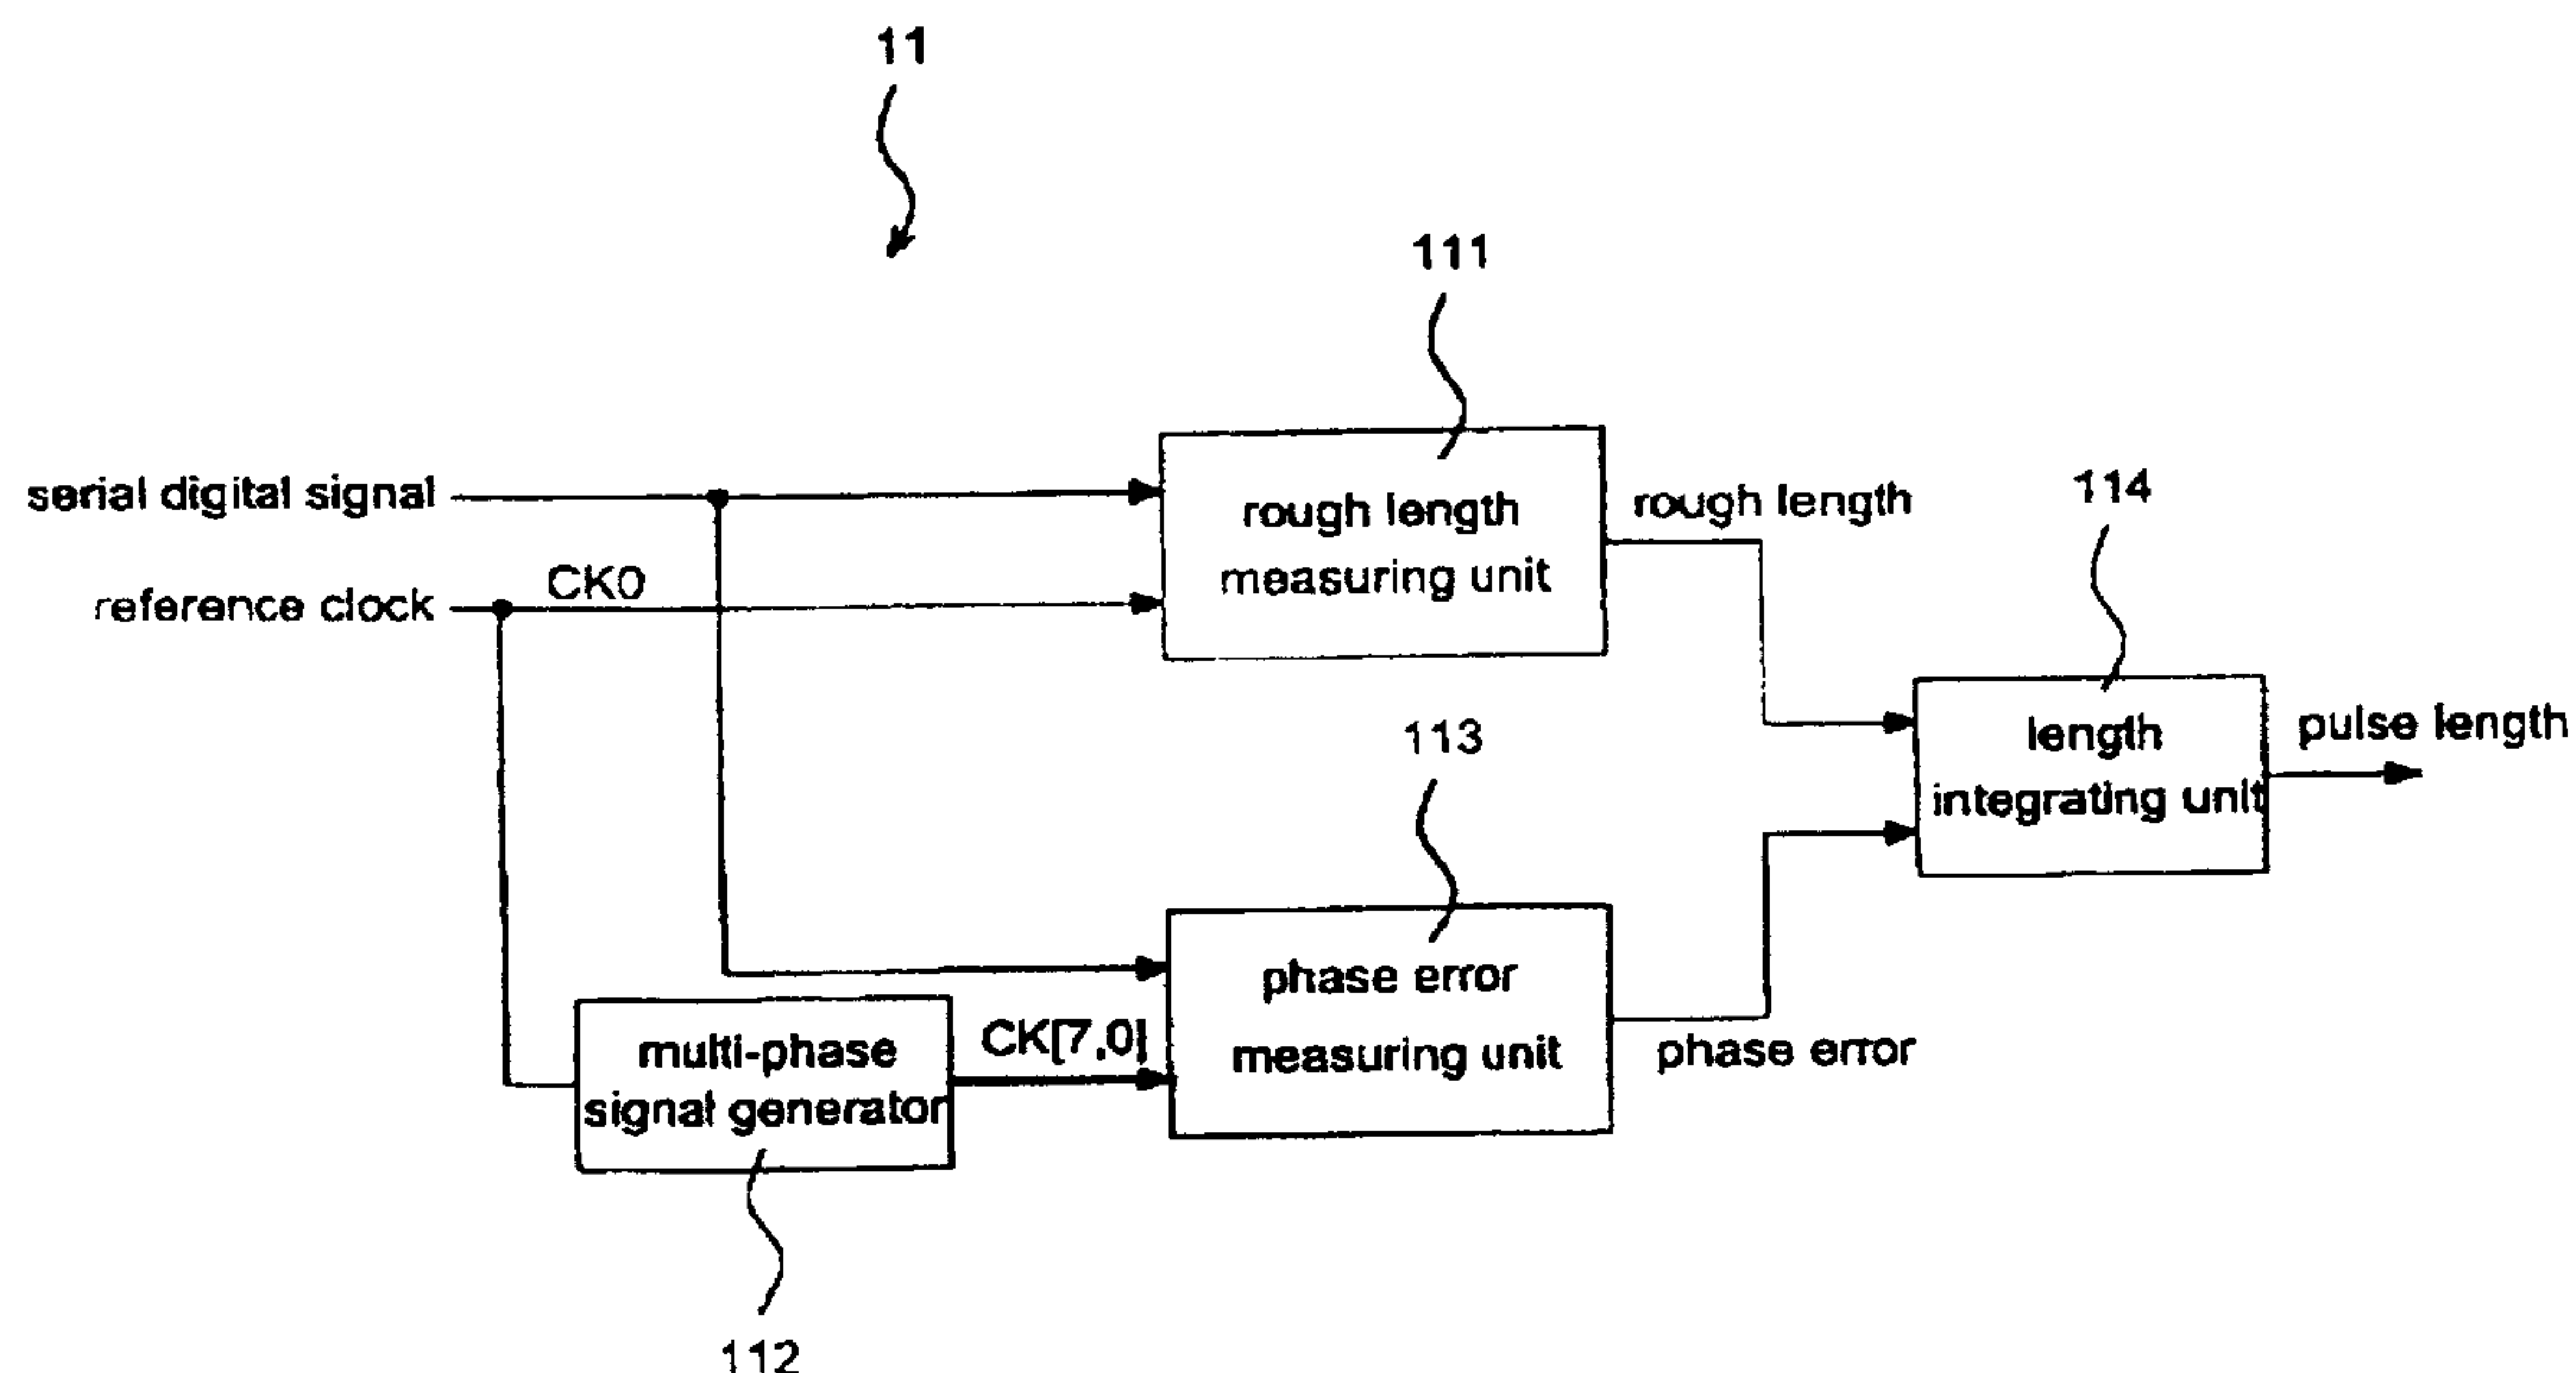 11
111
serial digital signal
rough length
measuring unit
rough length
114
reference clock
CK0
length
integrating unit
pulse length
113
phase error
measuring unit
phase error
multi-phase
signal generator
CK[7,0]
112